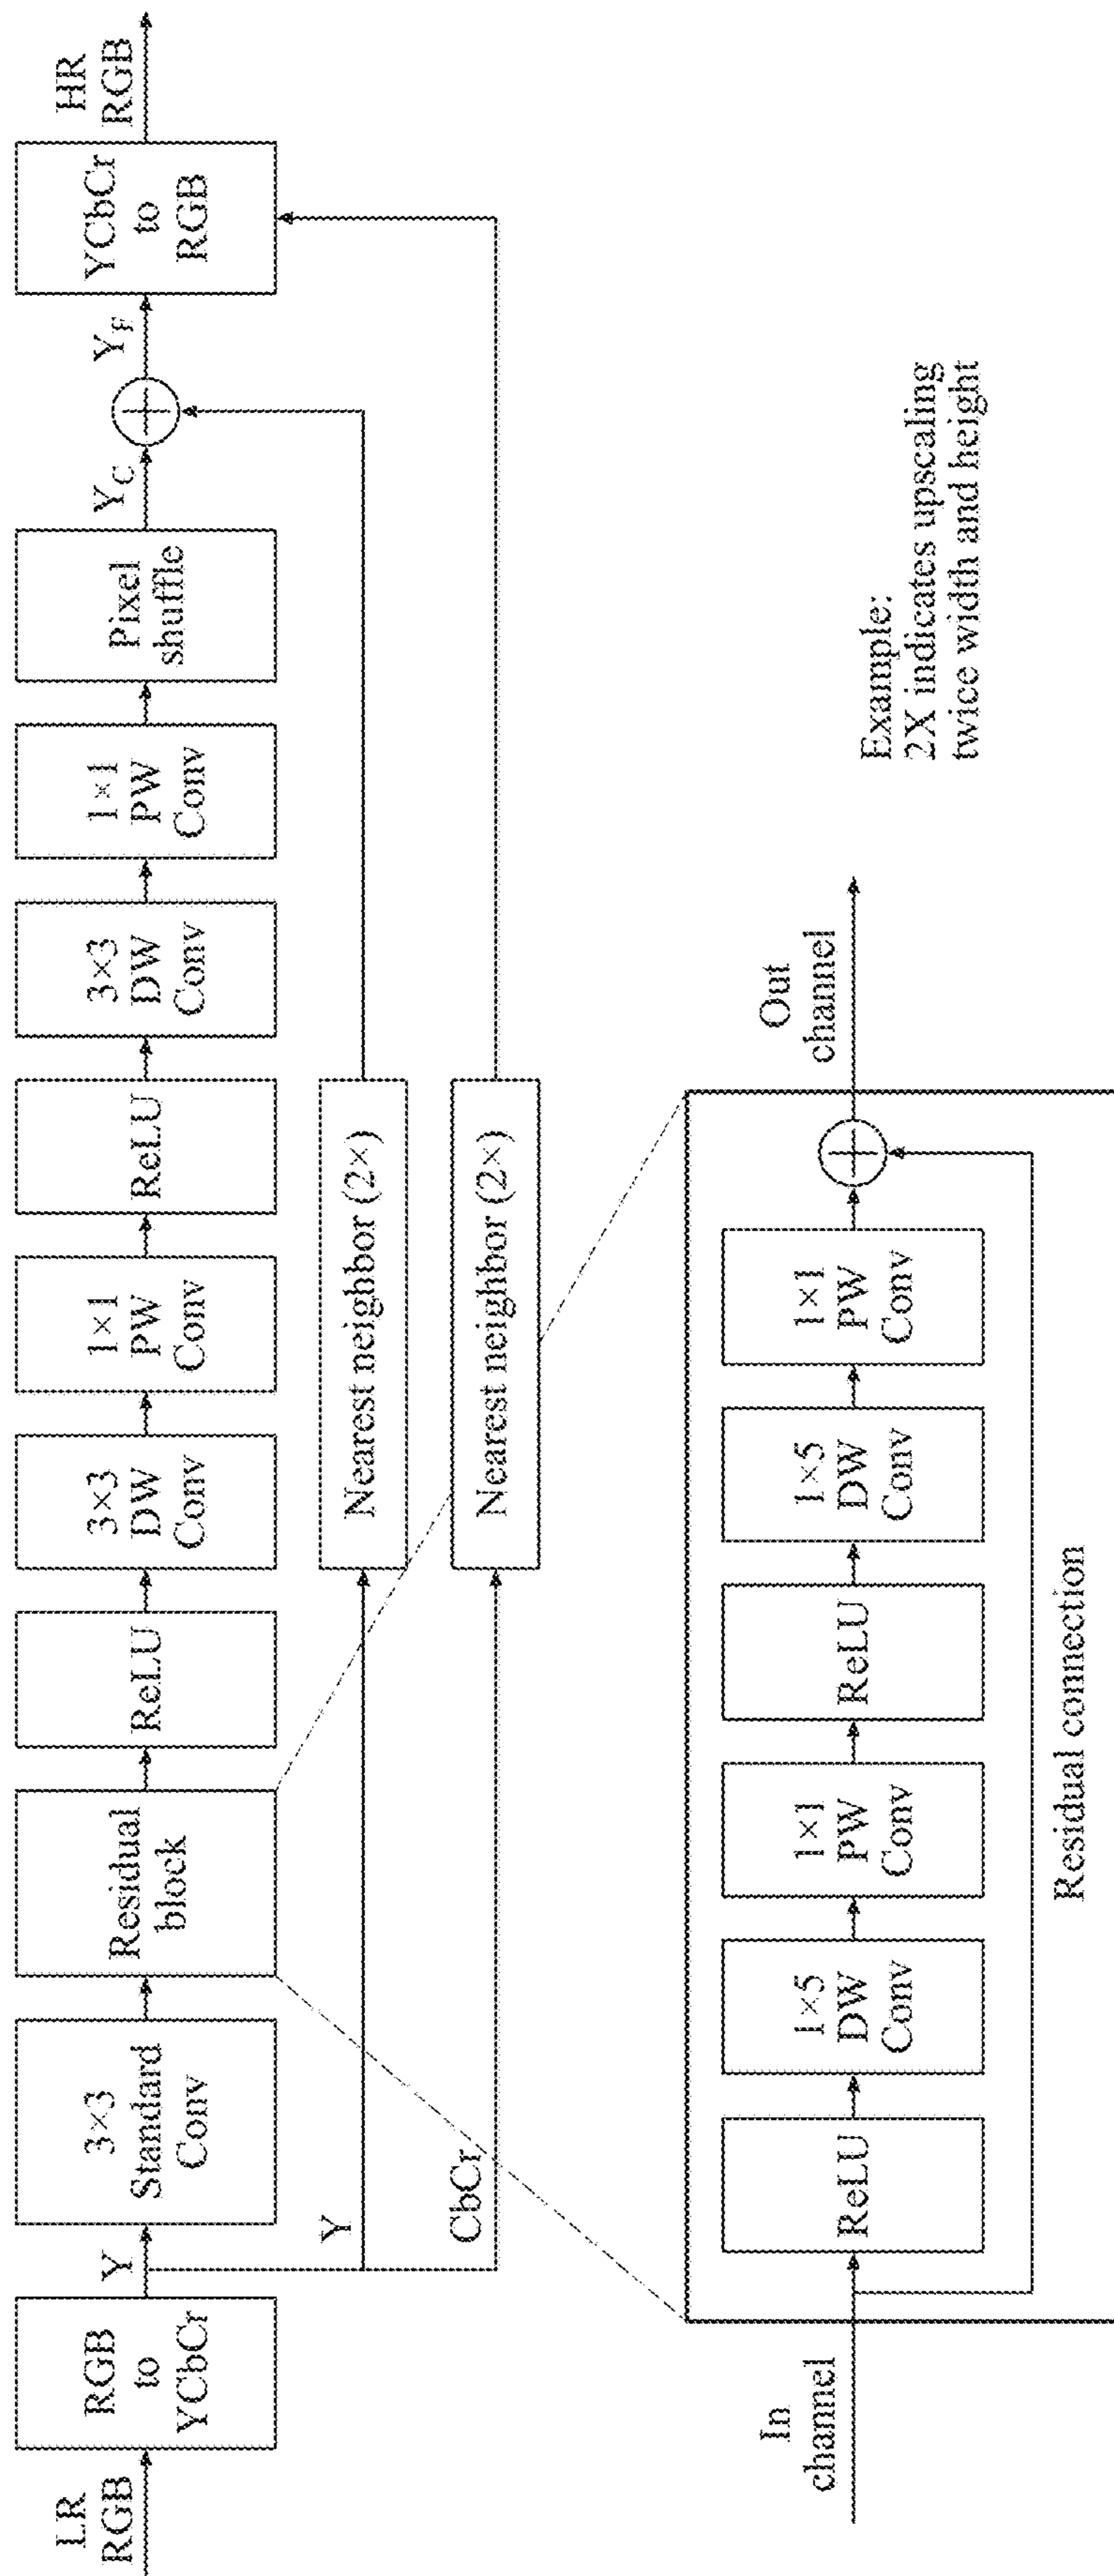 LR
RGB
RGB
to
YCbCr
Y
3×3
Standard
Conv
Residual
block
ReLU
3×3
DW
Conv
1×1
PW
Conv
ReLU
3×3
DW
Conv
1×1
PW
Conv
Pixel
shuffle
Y_C
Y_F
YCbCr
to
RGB
HR
RGB
Y
Nearest neighbor (2×)
CbCr
Nearest neighbor (2×)
In
channel
ReLU
1×5
DW
Conv
1×1
PW
Conv
ReLU
1×5
DW
Conv
1×1
PW
Conv
Out
channel
Residual connection
Example:
2X indicates upscaling
twice width and height